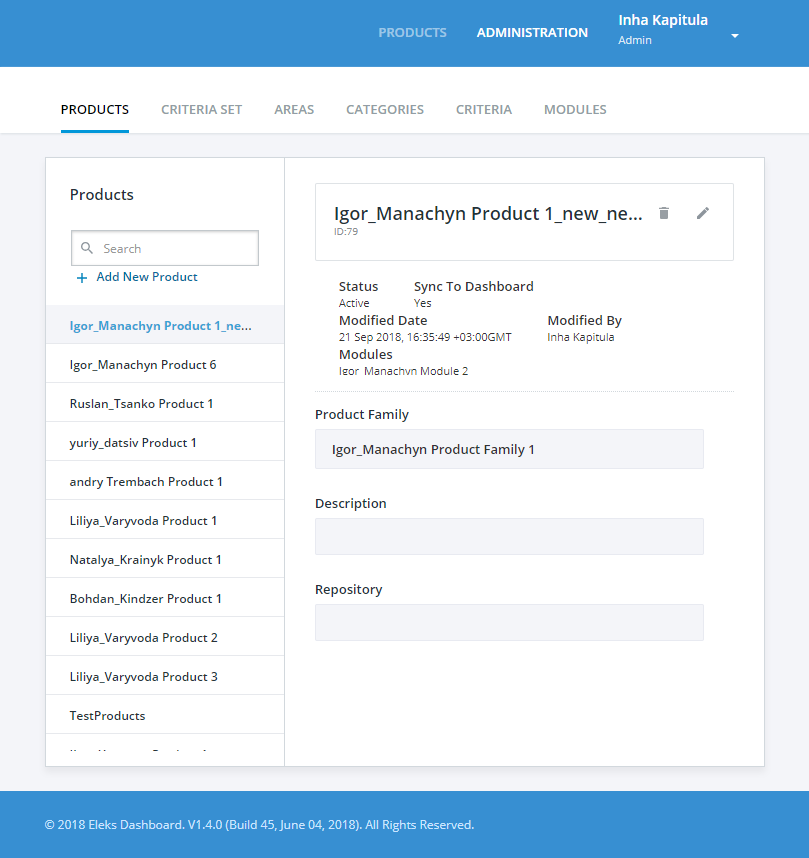 PRODUCTS
ADMINISTRATION
Inha Kapitula
Admin
PRODUCTS
CRITERIA SET
AREAS
CATEGORIES
CRITERIA
MODULES
Products
Search
+ Add New Product
Igor_Manachyn Product 1_ne...
Igor_Manachyn Product 6
Ruslan_Tsanko Product 1
yuriy_datsiv Product 1
andry Trembach Product 1
Liliya_Varyvoda Product 1
Natalya_Krainyk Product 1
Bohdan_Kindzer Product 1
Liliya_Varyvoda Product 2
Liliya_Varyvoda Product 3
TestProducts
Igor_Manachyn Product 1_new_ne...
ID:79
Status
Sync To Dashboard
Active
Yes
Modified Date
Modified By
21 Sep 2018, 16:35:49 +03:00GMT
Inha Kapitula
Modules
Igor_Manachyn Module 2
Product Family
Igor_Manachyn Product Family 1
Description
Repository
© 2018 Eleks Dashboard. V1.4.0 (Build 45, June 04, 2018). All Rights Reserved.